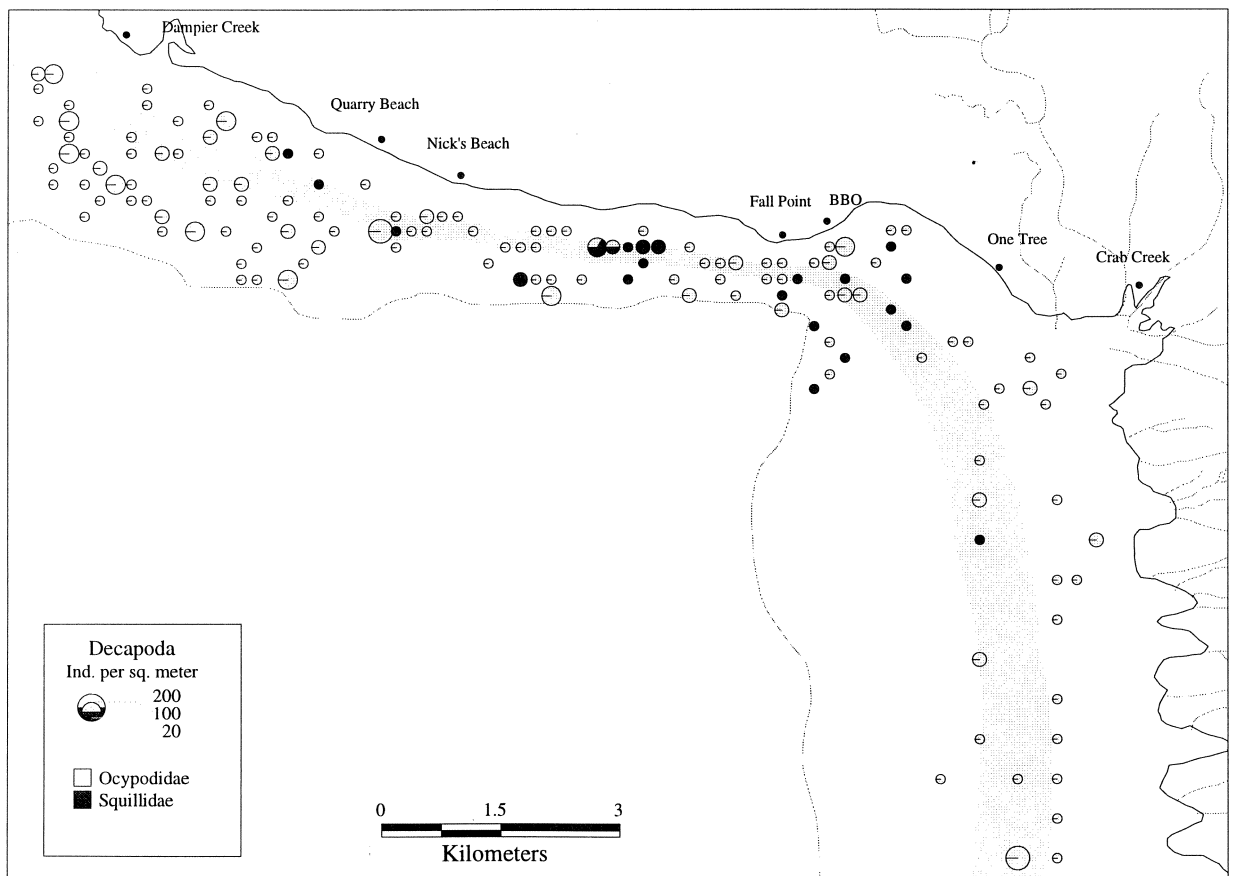 Dampier Creek
Quarry Beach
Nick's Beach
Fall Point
BBO
One Tree
Crab Creek
Decapoda
Ind. per sq. meter
200
100
20
Ocypodidae
Squillidae
0 1.5 3
Kilometers